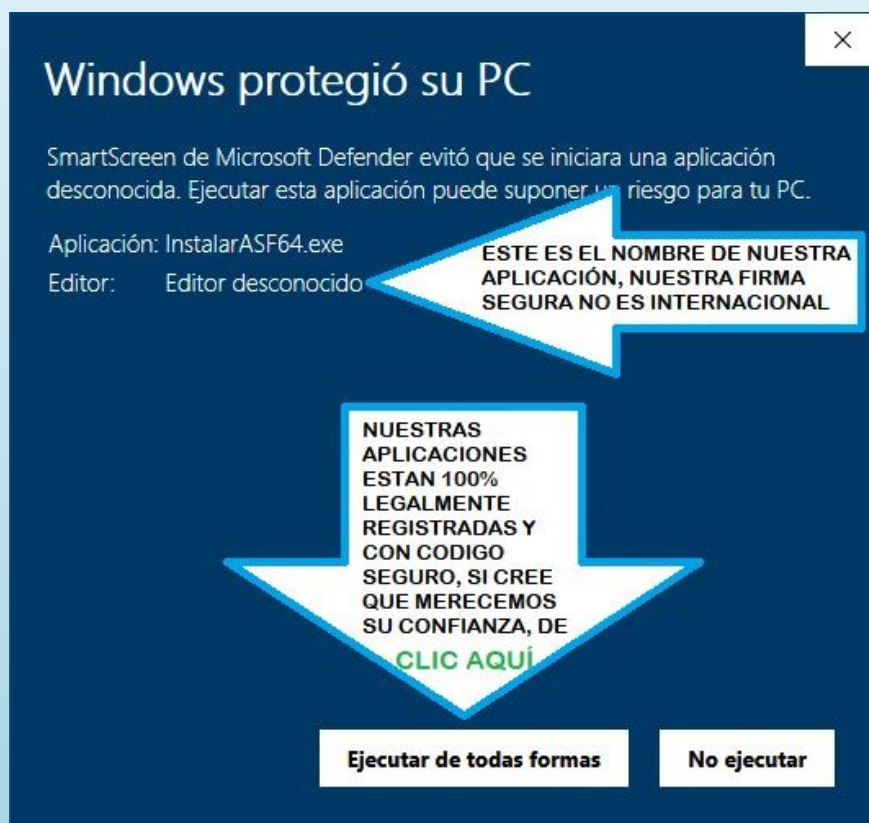 Windows protegió su PC
SmartScreen de Microsoft Defender evitó que se iniciara una aplicación
desconocida. Ejecutar esta aplicación puede suponer un riesgo para tu PC.
Aplicación: InstalarASF64.exe
Editor: Editor desconocido
ESTE ES EL NOMBRE DE NUESTRA
APLICACIÓN, NUESTRA FIRMA
SEGURA NO ES INTERNACIONAL
NUESTRAS
APLICACIONES
ESTAN 100%
LEGALMENTE
REGISTRADAS Y
CON CODIGO
SEGURO, SI CREE
QUE MERECEMOS
SU CONFIANZA, DE
CLIC AQUÍ
Ejecutar de todas formas
No ejecutar